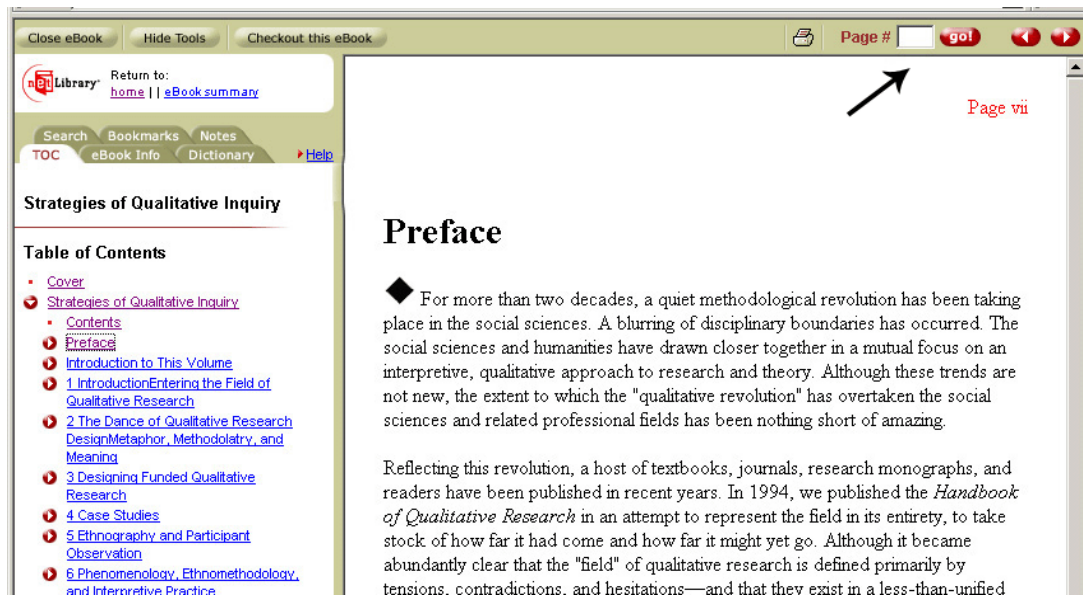 Close eBook Hide Tools Checkout this eBook Page # go!
netLibrary Return to:
home || eBook summary
Search Bookmarks Notes
TOC eBook Info Dictionary Help
Strategies of Qualitative Inquiry
Table of Contents
Cover
Strategies of Qualitative Inquiry
Contents
Preface
Introduction to This Volume
1 IntroductionEntering the Field of
Qualitative Research
2 The Dance of Qualitative Research
DesignMetaphor, Methodolatry, and
Meaning
3 Designing Funded Qualitative
Research
4 Case Studies
5 Ethnography and Participant
Observation
6 Phenomenology, Ethnomethodology,
and Interpretive Practice
Page vii
Preface
For more than two decades, a quiet methodological revolution has been taking
place in the social sciences. A blurring of disciplinary boundaries has occurred. The
social sciences and humanities have drawn closer together in a mutual focus on an
interpretive, qualitative approach to research and theory. Although these trends are
not new, the extent to which the "qualitative revolution" has overtaken the social
sciences and related professional fields has been nothing short of amazing.
Reflecting this revolution, a host of textbooks, journals, research monographs, and
readers have been published in recent years. In 1994, we published the Handbook
of Qualitative Research in an attempt to represent the field in its entirety, to take
stock of how far it had come and how far it might yet go. Although it became
abundantly clear that the "field" of qualitative research is defined primarily by
tensions, contradictions, and hesitations—and that they exist in a less-than-unified